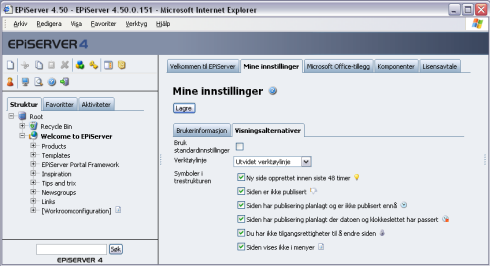 EPiServer 4.50 - EPiServer 4.50.0.151 - Microsoft Internet Explorer
Arkiv Redigera Visa Favoriter Verktyg Hjälp
EPiSERVER 4
Velkommen til EPiServer Mine innstillinger Microsoft Office-tillegg Komponenter Lisensavtale
Mine innstillinger
Lagre
Struktur Favoritter Aktiviteter
Root
Recycle Bin
Welcome to EPiServer
Products
Templates
EPiServer Portal Framework
Inspiration
Tips and trix
Newsgroups
Links
[Workroomconfiguration]
Brukerinformasjon Visningsalternativer
Bruk standardinnstillinger
Verktøylinje Utvidet verktøylinje
Symboler i trestrukturen
Ny side opprettet innen siste 48 timer
Siden er ikke publisert
Siden har publisering planlagt og er ikke publisert ennå
Siden har publisering planlagt der datoen og klokkeslettet har passert
Du har ikke tilgangsrettigheter til å endre siden
Siden vises ikke i menyer
Søk
EPiSERVER 4